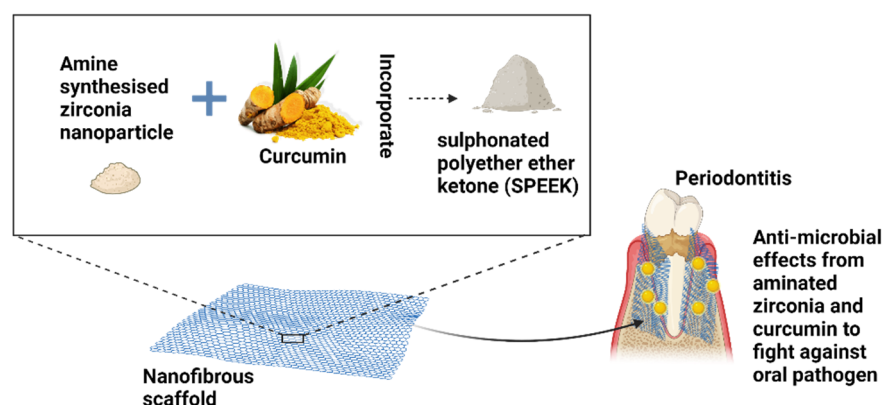 Amine
synthesised
zirconia
nanoparticle
+
Curcumin
Incorporate
sulphonated
polyether ether
ketone (SPEEK)
Periodontitis
Anti-microbial
effects from
aminated
zirconia and
curcumin to
fight against
oral pathogen
Nanofibrous
scaffold